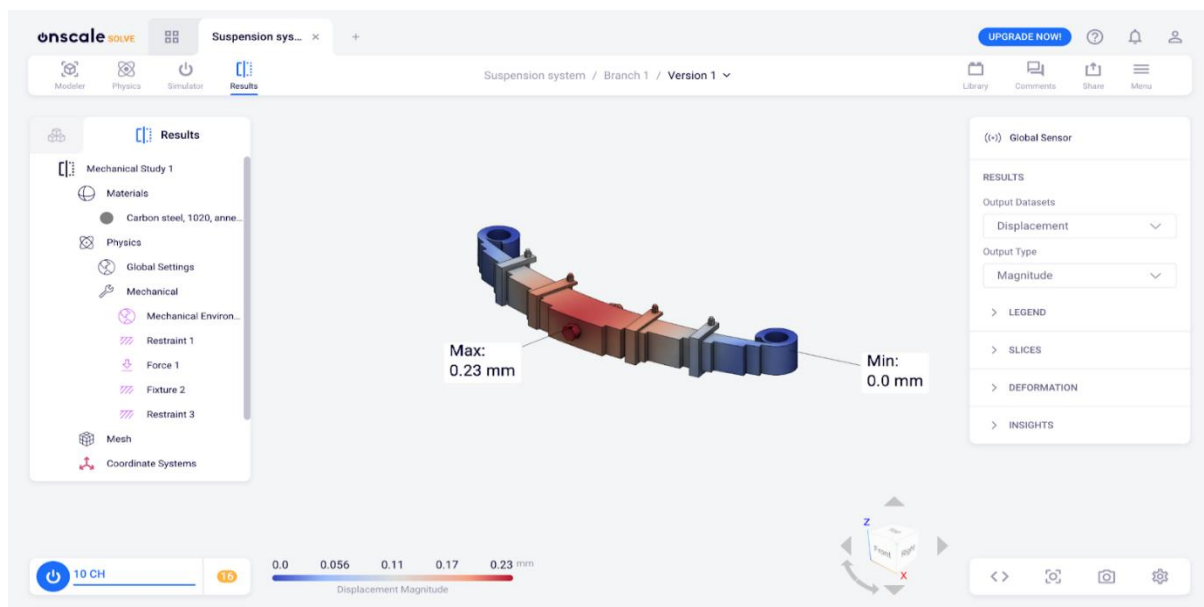 onscale SOLVE
Suspension sys... ×
+
UPGRADE NOW!
Modeler
Physics
Simulator
Results
Suspension system / Branch 1 / Version 1
Library
Comments
Share
Menu
Results
Mechanical Study 1
Materials
Carbon steel, 1020, anne...
Physics
Global Settings
Mechanical
Mechanical Environ...
Restraint 1
Force 1
Fixture 2
Restraint 3
Mesh
Coordinate Systems
Max:
0.23 mm
Min:
0.0 mm
Global Sensor
RESULTS
Output Datasets
Displacement
Output Type
Magnitude
LEGEND
SLICES
DEFORMATION
INSIGHTS
10 CH
16
0.0 0.056 0.11 0.17 0.23 mm
Displacement Magnitude
Z
Front
Right
X